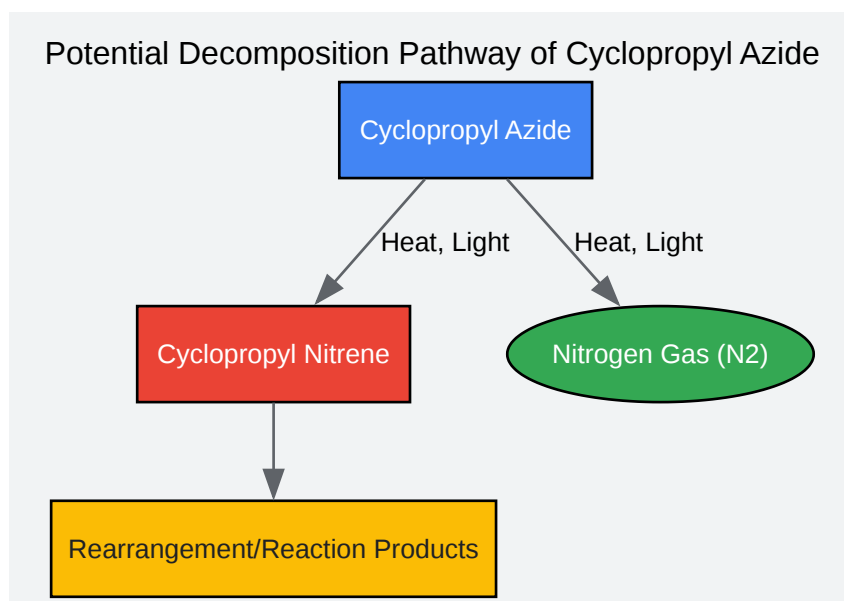 Potential Decomposition Pathway of Cyclopropyl Azide
Cyclopropyl Azide
Heat, Light
Heat, Light
Cyclopropyl Nitrene
Nitrogen Gas (N2)
Rearrangement/Reaction Products